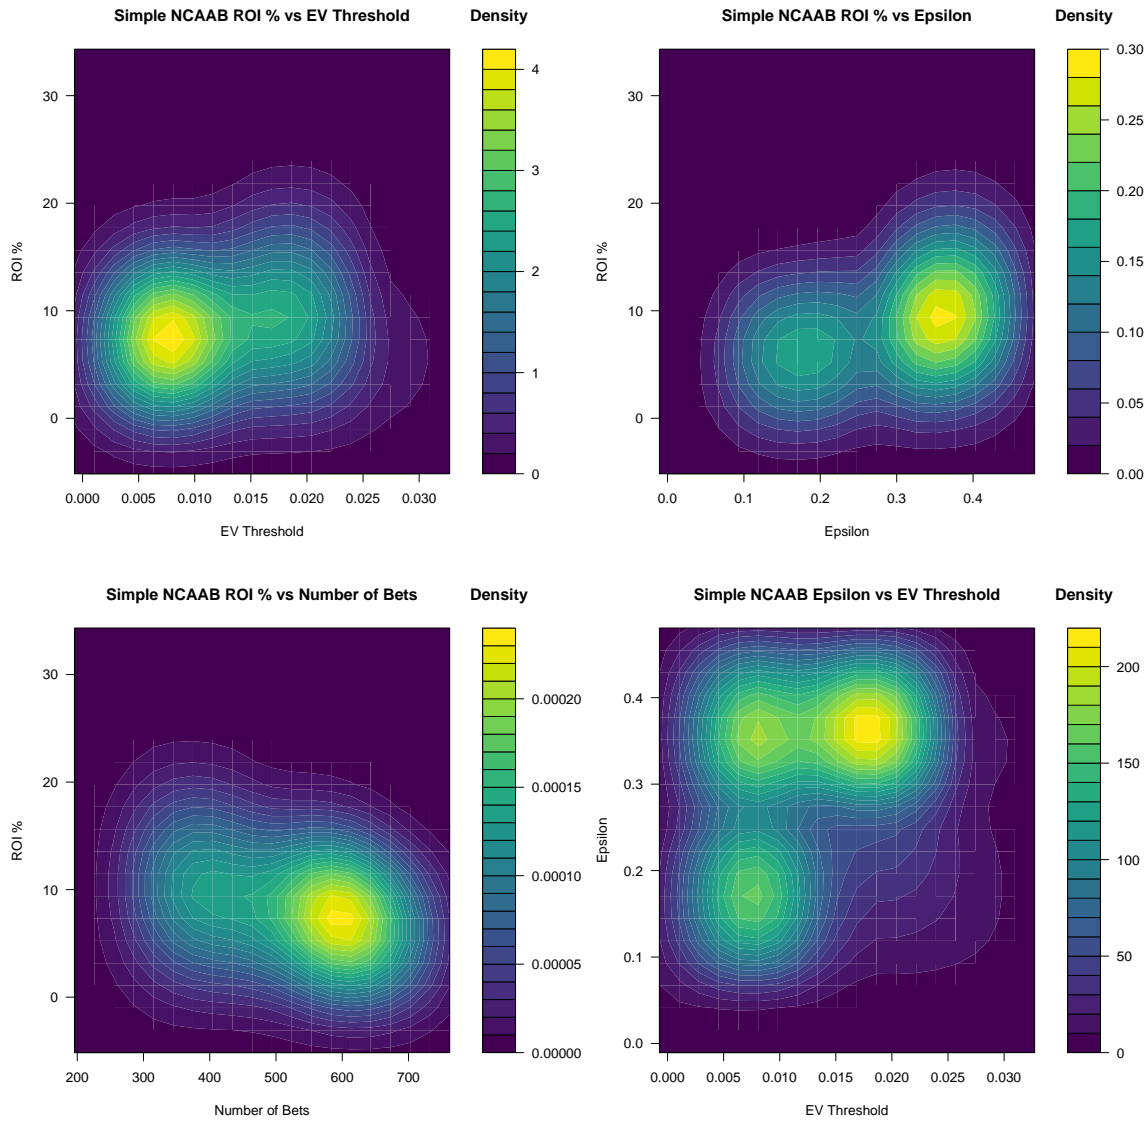 Simple NCAAB ROI % vs EV Threshold
Density
ROI %
30
20
10
0
0.000 0.005 0.010 0.015 0.020 0.025 0.030
EV Threshold
4
3
2
1
0
Simple NCAAB ROI % vs Epsilon
Density
ROI %
30
20
10
0
0.0 0.1 0.2 0.3 0.4
Epsilon
0.30
0.25
0.20
0.15
0.10
0.05
0.00
Simple NCAAB ROI % vs Number of Bets
Density
ROI %
30
20
10
0
200 300 400 500 600 700
Number of Bets
0.00020
0.00015
0.00010
0.00005
0.00000
Simple NCAAB Epsilon vs EV Threshold
Density
Epsilon
0.4
0.3
0.2
0.1
0.0
0.000 0.005 0.010 0.015 0.020 0.025 0.030
EV Threshold
200
150
100
50
0